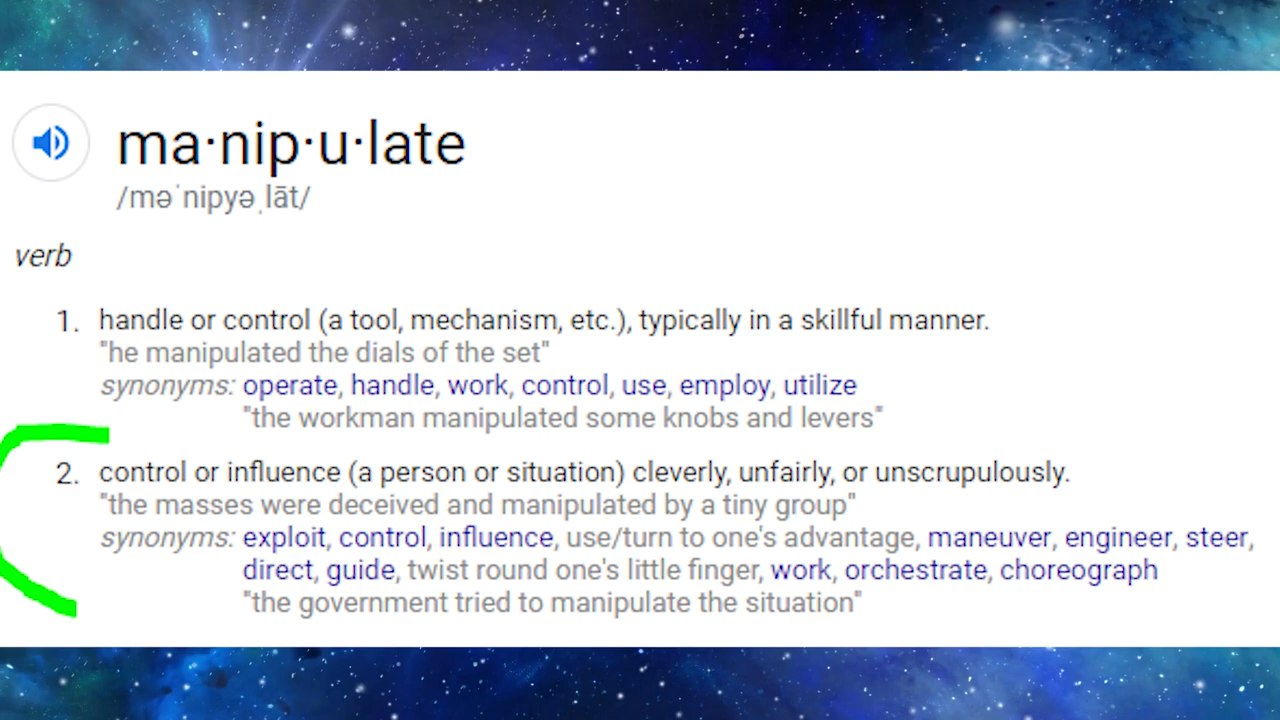 ma·nip·u·late
/məˈnipyəˌlāt/
verb
1. handle or control (a tool, mechanism, etc.), typically in a skillful manner.
"he manipulated the dials of the set"
synonyms: operate, handle, work, control, use, employ, utilize
"the workman manipulated some knobs and levers"
2. control or influence (a person or situation) cleverly, unfairly, or unscrupulously.
"the masses were deceived and manipulated by a tiny group"
synonyms: exploit, control, influence, use/turn to one's advantage, maneuver, engineer, steer,
direct, guide, twist round one's little finger, work, orchestrate, choreograph
"the government tried to manipulate the situation"